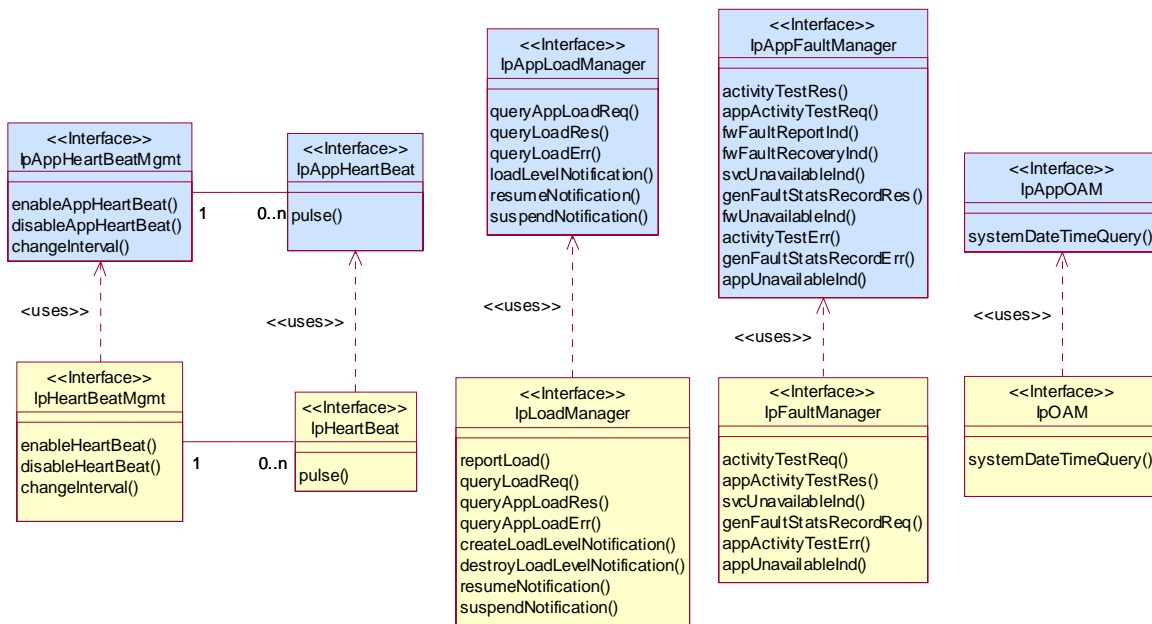 <<Interface>>
IpAppHeartBeatMgmt
enableAppHeartBeat()
disableAppHeartBeat()
changeInterval()
1
0..n
<<Interface>>
IpAppHeartBeat
pulse()
<<Interface>>
IpAppLoadManager
queryAppLoadReq()
queryLoadRes()
queryLoadErr()
loadLevelNotification()
resumeNotification()
suspendNotification()
<<Interface>>
IpAppFaultManager
activityTestRes()
appActivityTestReq()
fwFaultReportInd()
fwFaultRecoveryInd()
svcUnavailableInd()
genFaultStatsRecordRes()
fwUnavailableInd()
activityTestErr()
genFaultStatsRecordErr()
appUnavailableInd()
<<Interface>>
IpAppOAM
systemDateTimeQuery()
<uses>>
<<uses>>
<<uses>>
<<uses>>
<<uses>>
<<Interface>>
IpHeartBeatMgmt
enableHeartBeat()
disableHeartBeat()
changeInterval()
1
0..n
<<Interface>>
IpHeartBeat
pulse()
<<Interface>>
IpLoadManager
reportLoad()
queryLoadReq()
queryAppLoadRes()
queryAppLoadErr()
createLoadLevelNotification()
destroyLoadLevelNotification()
resumeNotification()
suspendNotification()
<<Interface>>
IpFaultManager
activityTestReq()
appActivityTestRes()
svcUnavailableInd()
genFaultStatsRecordReq()
appActivityTestErr()
appUnavailableInd()
<<Interface>>
IpOAM
systemDateTimeQuery()